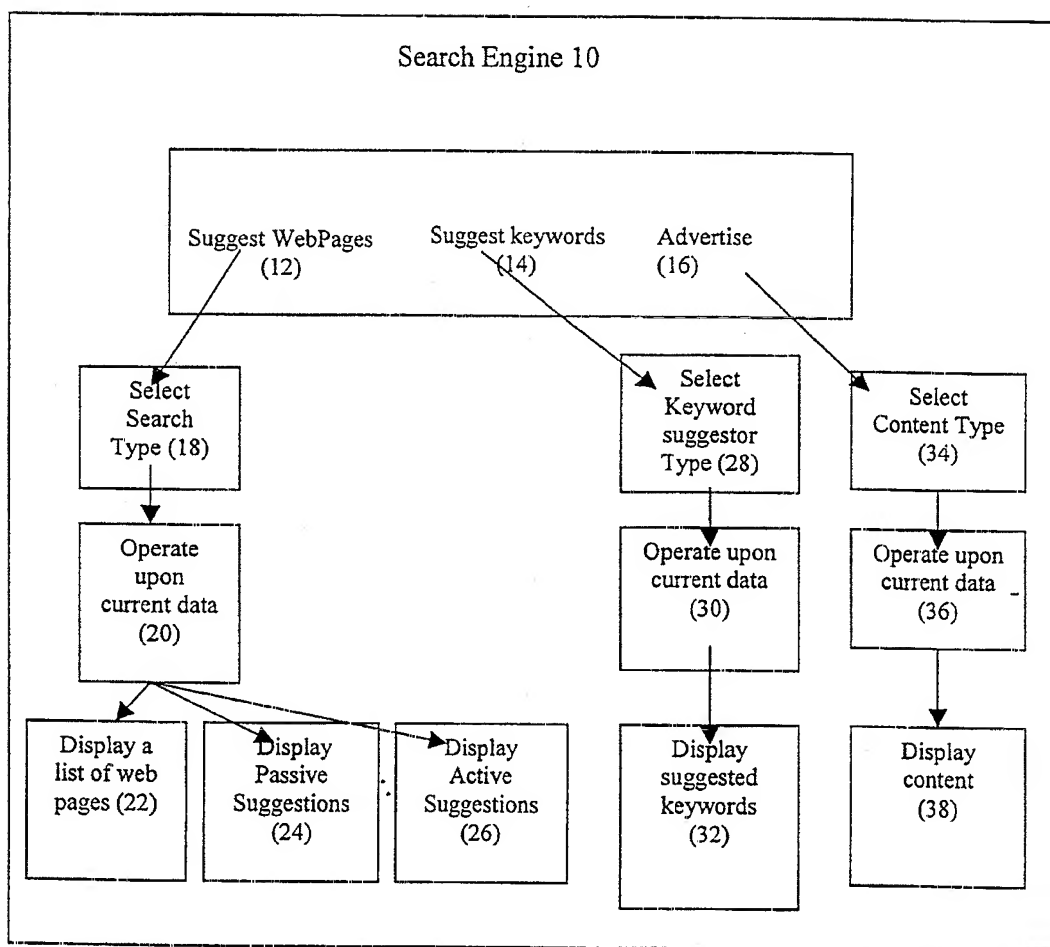 Search Engine 10
Suggest WebPages
(12)
Suggest keywords
(14)
Advertise
(16)
Select
Search
Type (18)
Select
Keyword
suggestor
Type (28)
Select
Content Type
(34)
Operate
upon
current data
(20)
Operate upon
current data
(30)
Operate upon
current data
(36)
Display a
list of web
pages (22)
Display
Passive
Suggestions
(24)
Display
Active
Suggestions
(26)
Display
suggested
keywords
(32)
Display
content
(38)